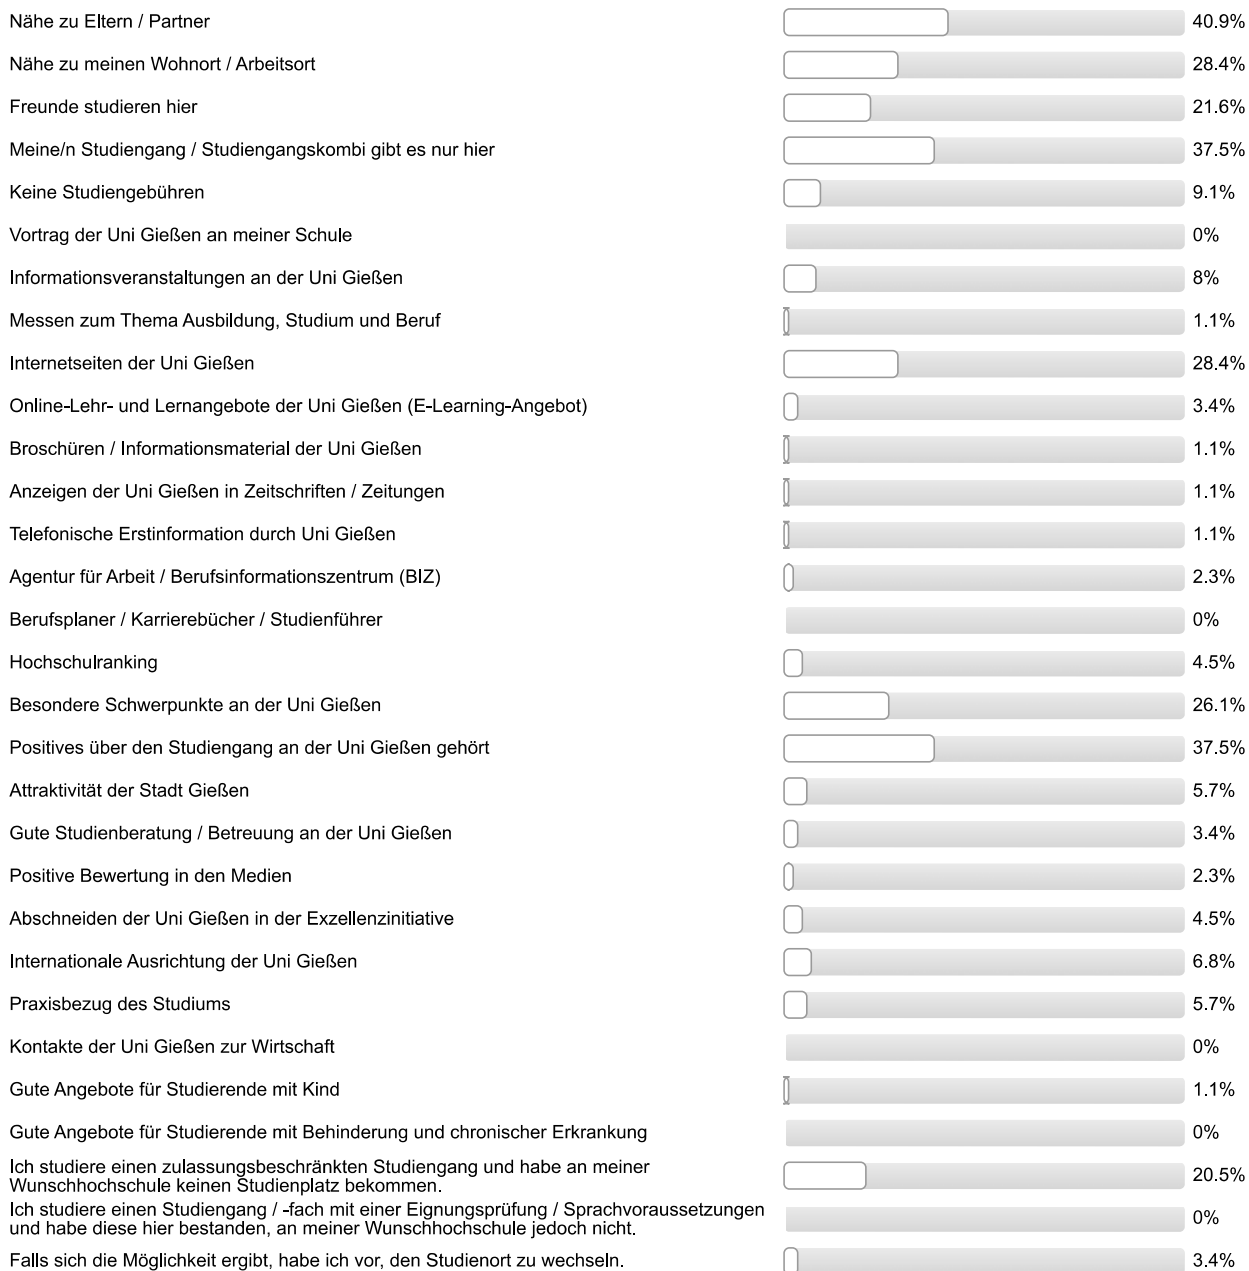 Nähe zu Eltern / Partner 40.9%
Nähe zu meinen Wohnort / Arbeitsort 28.4%
Freunde studieren hier 21.6%
Meine/n Studiengang / Studiengangskombi gibt es nur hier 37.5%
Keine Studiengebühren 9.1%
Vortrag der Uni Gießen an meiner Schule 0%
Informationsveranstaltungen an der Uni Gießen 8%
Messen zum Thema Ausbildung, Studium und Beruf 1.1%
Internetseiten der Uni Gießen 28.4%
Online-Lehr- und Lernangebote der Uni Gießen (E-Learning-Angebot) 3.4%
Broschüren / Informationsmaterial der Uni Gießen 1.1%
Anzeigen der Uni Gießen in Zeitschriften / Zeitungen 1.1%
Telefonische Erstinformation durch Uni Gießen 1.1%
Agentur für Arbeit / Berufsinformationszentrum (BIZ) 2.3%
Berufsplaner / Karrierebücher / Studienführer 0%
Hochschulranking 4.5%
Besondere Schwerpunkte an der Uni Gießen 26.1%
Positives über den Studiengang an der Uni Gießen gehört 37.5%
Attraktivität der Stadt Gießen 5.7%
Gute Studienberatung / Betreuung an der Uni Gießen 3.4%
Positive Bewertung in den Medien 2.3%
Abschneiden der Uni Gießen in der Exzellenzinitiative 4.5%
Internationale Ausrichtung der Uni Gießen 6.8%
Praxisbezug des Studiums 5.7%
Kontakte der Uni Gießen zur Wirtschaft 0%
Gute Angebote für Studierende mit Kind 1.1%
Gute Angebote für Studierende mit Behinderung und chronischer Erkrankung 0%
Ich studiere einen zulassungsbeschränkten Studiengang und habe an meiner
Wunschhochschule keinen Studienplatz bekommen. 20.5%
Ich studiere einen Studiengang / -fach mit einer Eignungsprüfung / Sprachvoraussetzungen
und habe diese hier bestanden, an meiner Wunschhochschule jedoch nicht. 0%
Falls sich die Möglichkeit ergibt, habe ich vor, den Studienort zu wechseln. 3.4%